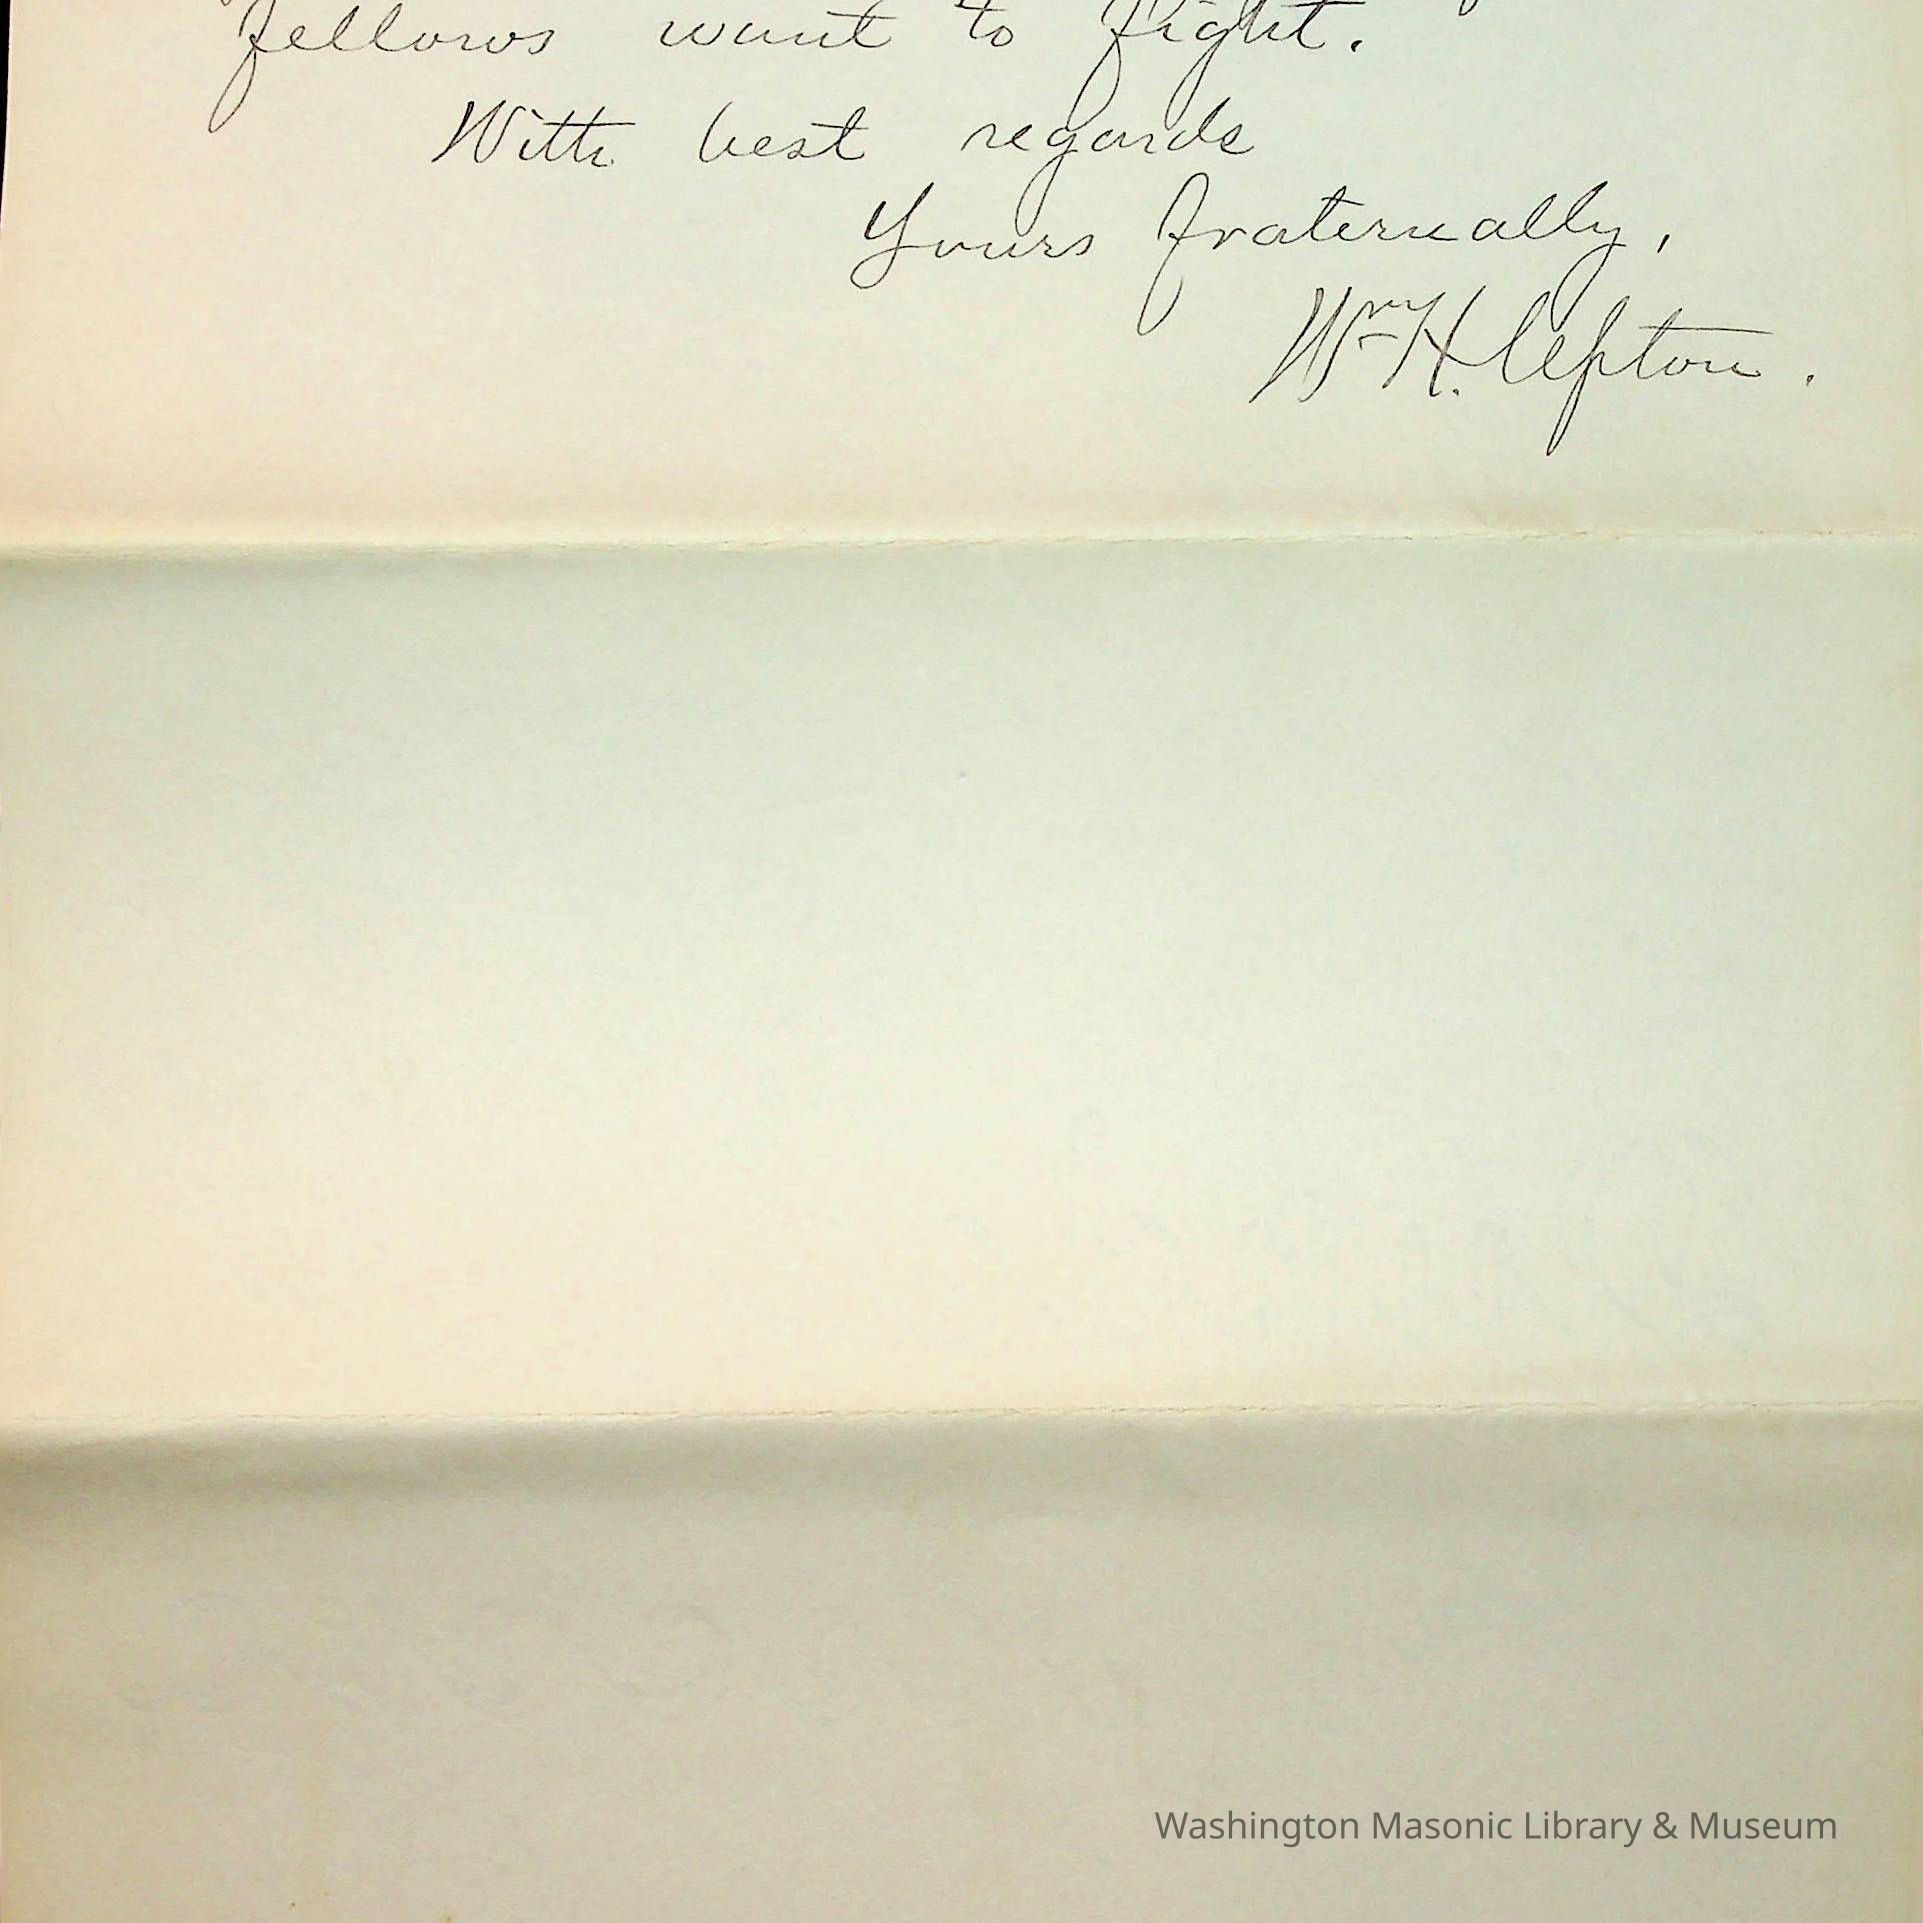 fellows want to fight.
With best regards
Yours fraternally,
Wm H. Upton.
Washington Masonic Library & Museum